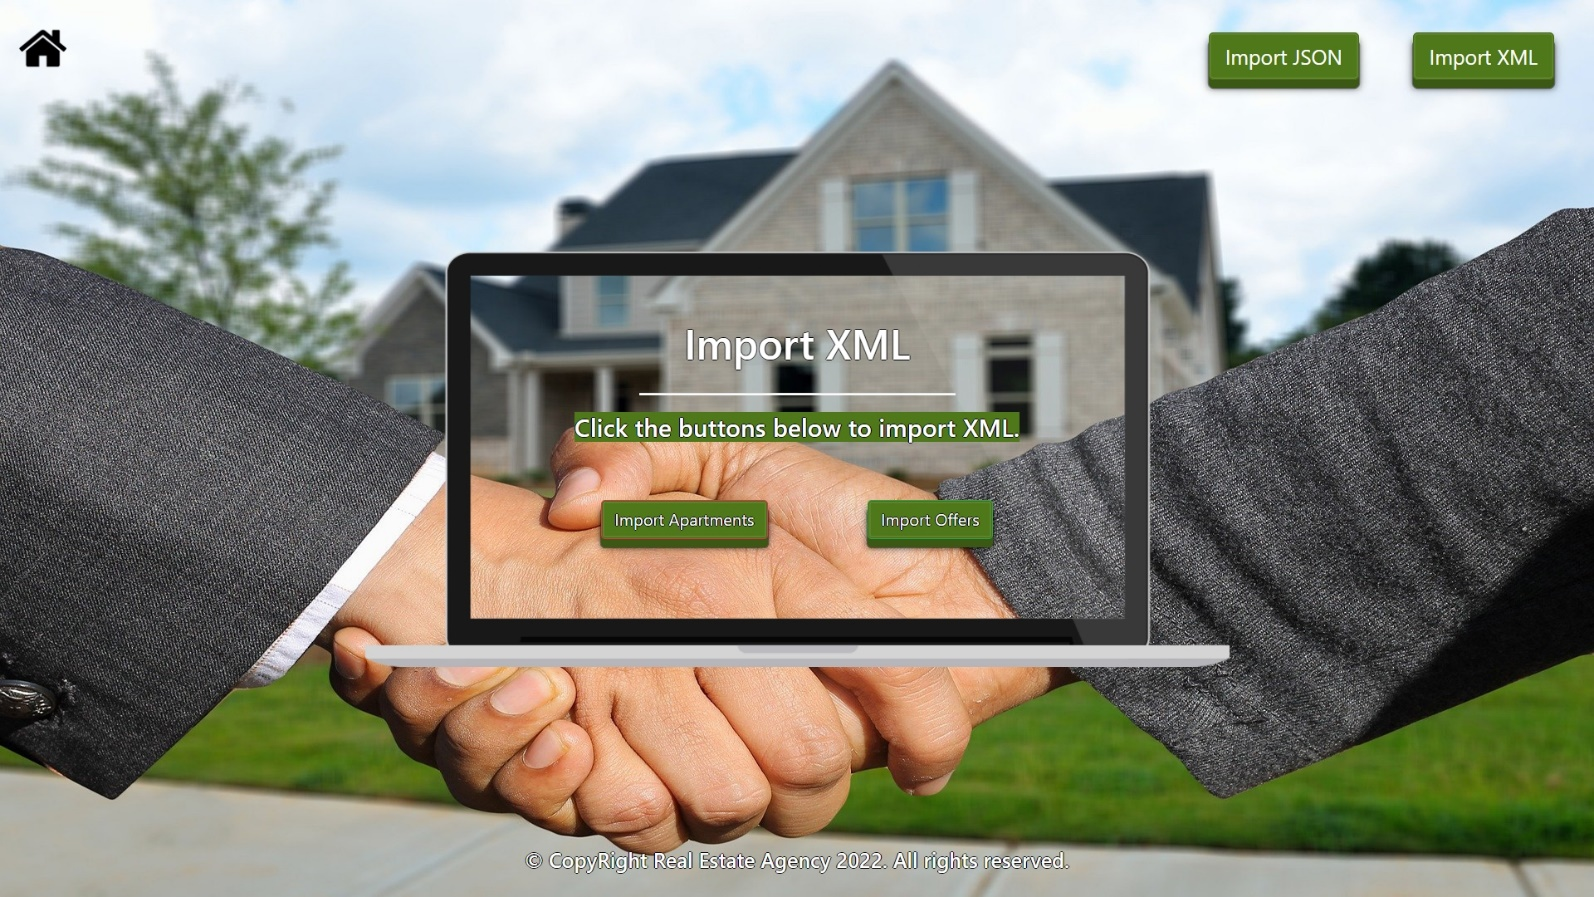 Import JSON
Import XML
Import XML
Click the buttons below to import XML.
Import Apartments
Import Offers
© CopyRight Real Estate Agency 2022. All rights reserved.